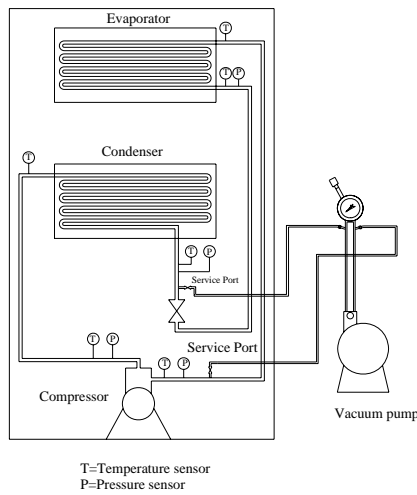 Evaporator
T
T P
Condenser
T
T P
Service Port
T P
Service Port
T P
Compressor
Vacuum pump
T=Temperature sensor
P=Pressure sensor